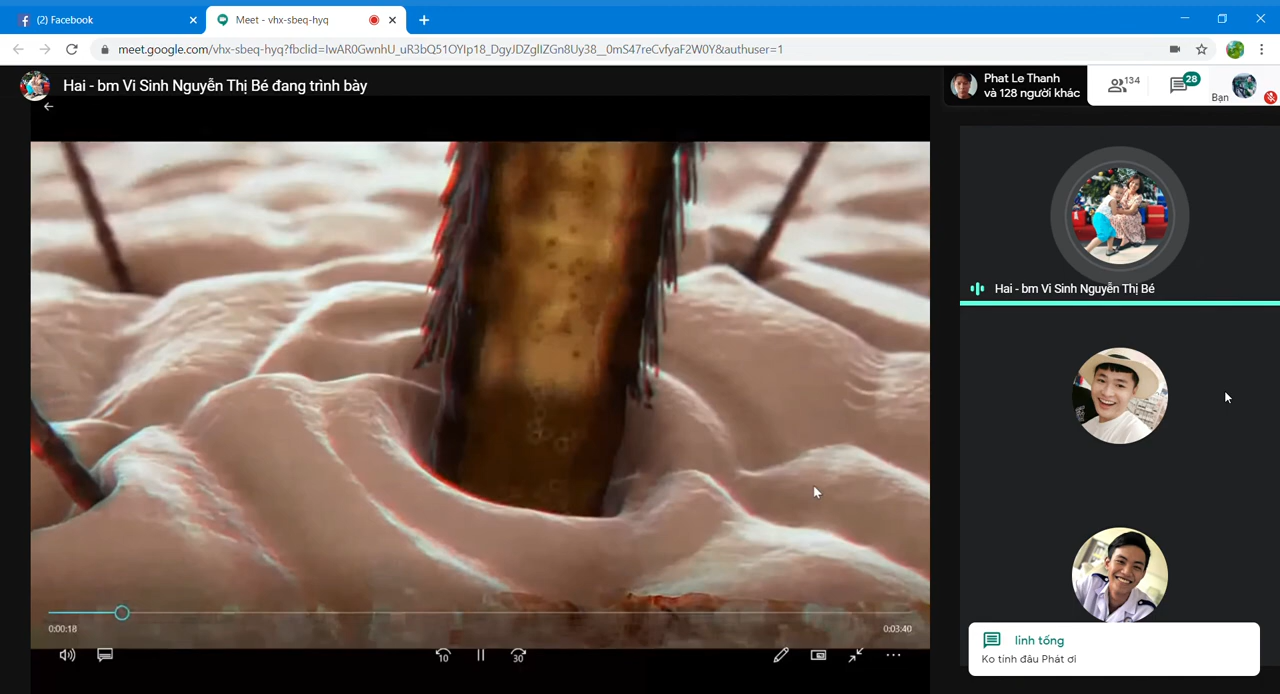 (2) Facebook
Meet - vhx-sbeq-hyq
meet.google.com/vhx-sbeq-hyq?fbclid=IwAR0GwnhU_uR3bQ51OYIp18_DgyJDZglIZGn8Uy38__0mS47reCvfyaF2W0Y&authuser=1
Hai - bm Vi Sinh Nguyễn Thị Bé đang trình bày
Phat Le Thanh
và 128 người khác
134
28
Bạn
Hai - bm Vi Sinh Nguyễn Thị Bé
0:00:18
0:03:40
10
30
linh tống
Ko tính đâu Phát ơi